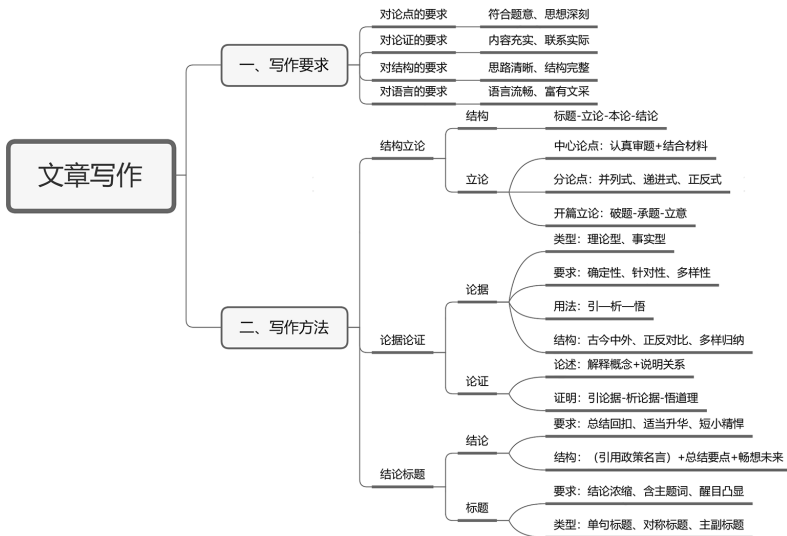 文章写作
一、写作要求
对论点的要求
符合题意、思想深刻
对论证的要求
内容充实、联系实际
对结构的要求
思路清晰、结构完整
对语言的要求
语言流畅、富有文采
二、写作方法
结构立论
结构
标题-立论-本论-结论
立论
中心论点：认真审题+结合材料
分论点：并列式、递进式、正反式
开篇立论：破题-承题-立意
论据论证
论据
类型：理论型、事实型
要求：确定性、针对性、多样性
用法：引—析—悟
结构：古今中外、正反对比、多样归纳
论证
论述：解释概念+说明关系
证明：引论据-析论据-悟道理
结论标题
结论
要求：总结回扣、适当升华、短小精悍
结构：（引用政策名言）+总结要点+畅想未来
标题
要求：结论浓缩、含主题词、醒目凸显
类型：单句标题、对称标题、主副标题